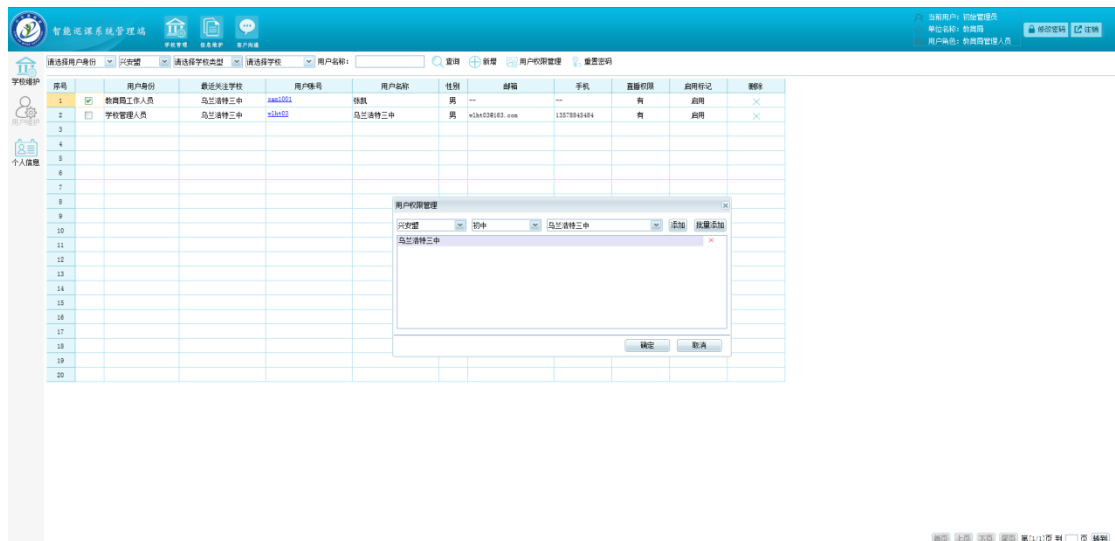 智能巡课系统管理端
学校管理 信息维护 客户沟通
当前用户: 初始管理员
单位名称: 教育局
用户角色: 教育局管理人员
修改密码 注销
请选择用户身份 兴安盟 请选择学校类型 请选择学校 用户名称: 查询 新增 用户权限管理 重置密码
学校维护
用户维护
个人信息
序号 用户身份 最近关注学校 用户账号 用户名称 性别 邮箱 手机 直播权限 启用标记 删除
1 教育局工作人员 乌兰浩特三中 张凯 男 -- -- 有 启用
2 学校管理人员 乌兰浩特三中 wlht03 乌兰浩特三中 男 wlht03@163.com 13578843484 有 启用
3
4
5
6
7
8
9
10
11
12
13
14
15
16
17
18
19
20
用户权限管理
兴安盟 初中 乌兰浩特三中 添加 批量添加
乌兰浩特三中
确定 取消
首页 上页 下页 尾页 第[1/1]页 到 页 转到